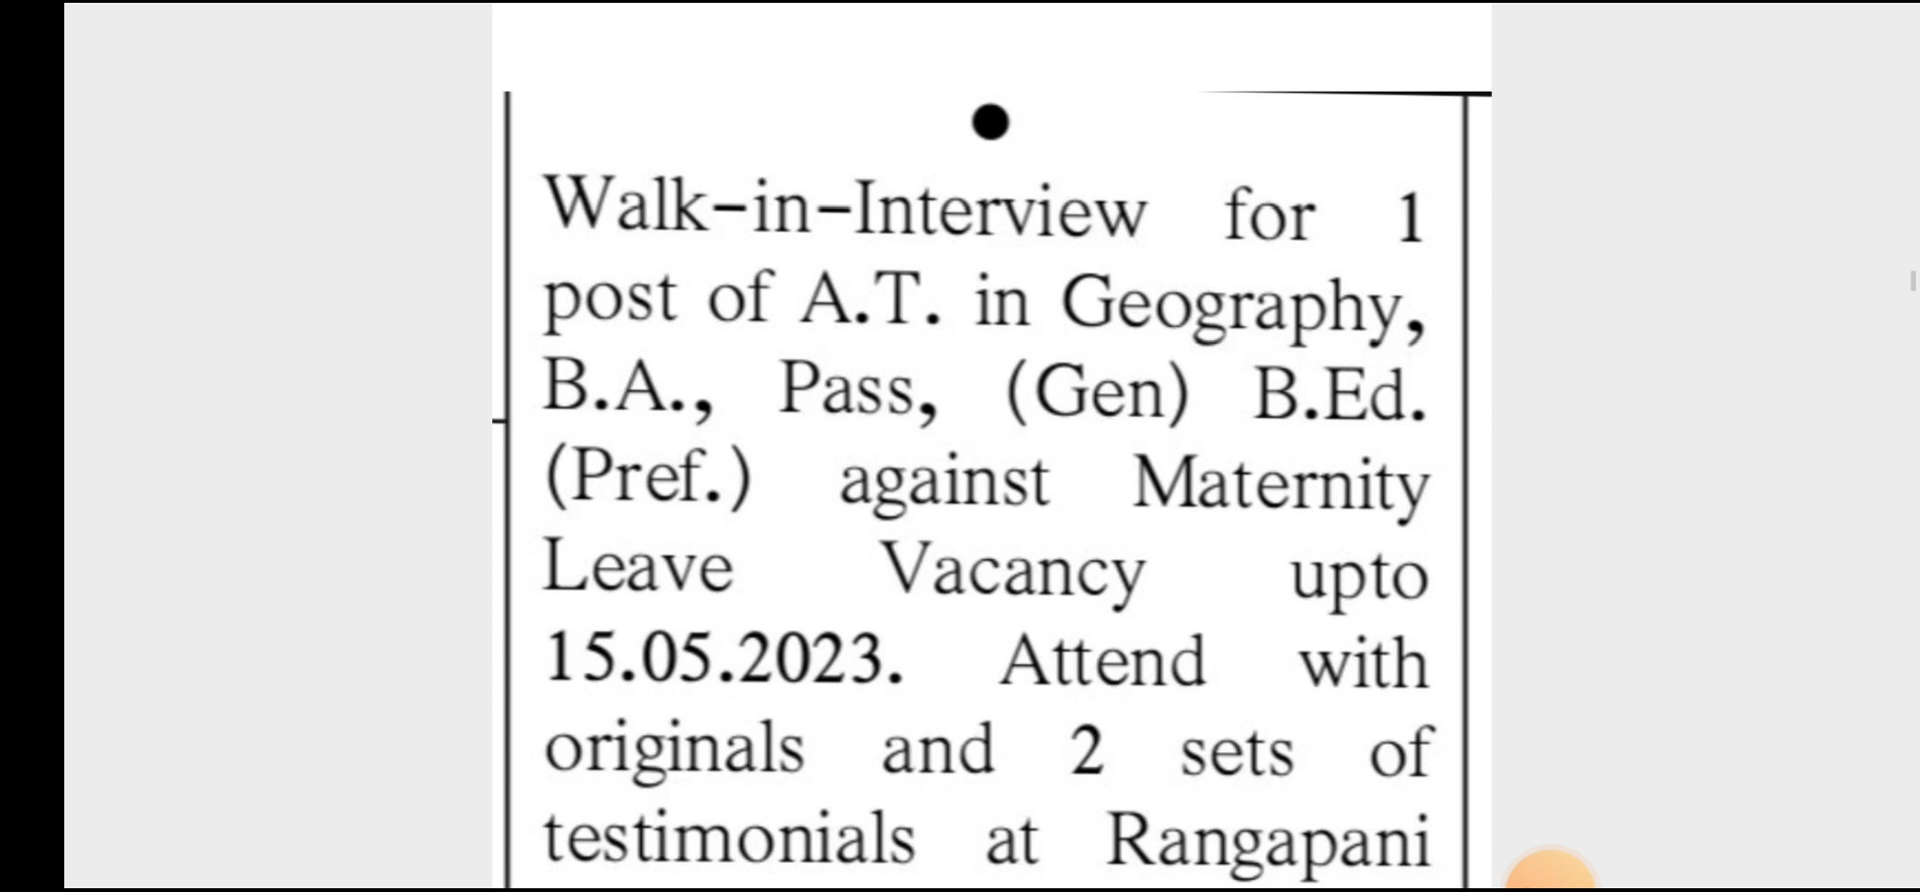 Walk-in-Interview for 1
post of A.T. in Geography,
B.A., Pass, (Gen) B.Ed.
(Pref.) against Maternity
Leave Vacancy upto
15.05.2023. Attend with
originals and 2 sets of
testimonials at Rangapani